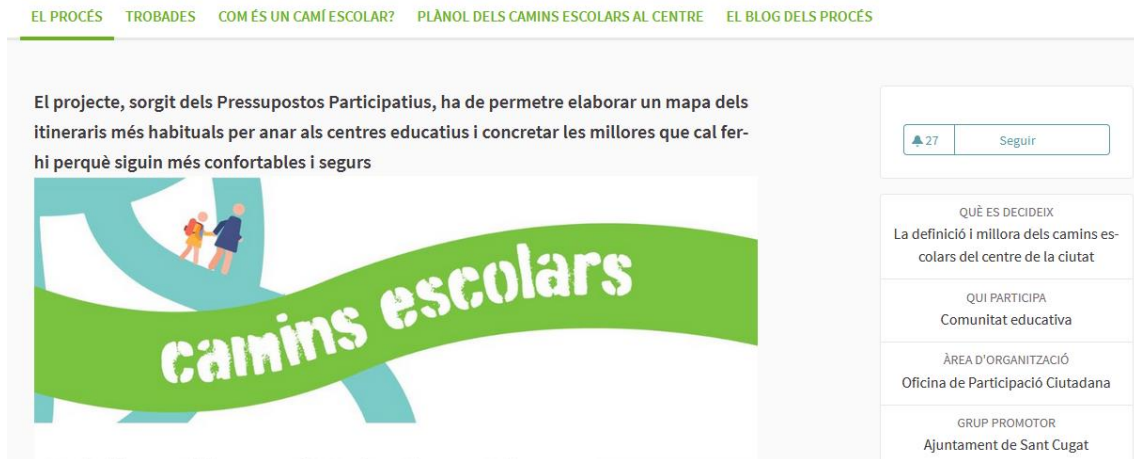 EL PROCÉS TROBADES COM ÉS UN CAMÍ ESCOLAR? PLÀNOL DELS CAMINS ESCOLARS AL CENTRE EL BLOG DELS PROCÉS
El projecte, sorgit dels Pressupostos Participatius, ha de permetre elaborar un mapa dels
itineraris més habituals per anar als centres educatius i concretar les millores que cal fer-
hi perquè siguin més confortables i segurs
camins escolars
27 Seguir
QUÈ ES DECIDEIX
La definició i millora dels camins es-
colars del centre de la ciutat
QUI PARTICIPA
Comunitat educativa
ÀREA D'ORGANITZACIÓ
Oficina de Participació Ciutadana
GRUP PROMOTOR
Ajuntament de Sant Cugat